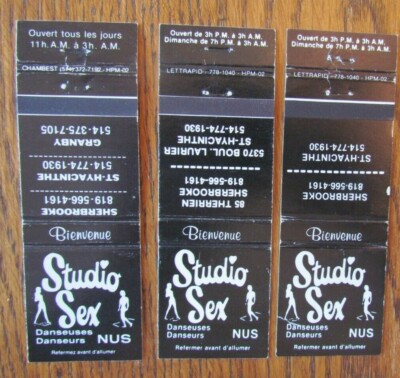 Ouvert tous les jours
11h. A.M. à 3h. A.M.
CHAMBEST (514) 372-7192 - HPM-02
GRANBY
514-375-7105
ST-HYACINTHE
514-774-1930
SHERBROOKE
819-566-4161
Bienvenue
Studio
Sex
Danseuses
Danseurs NUS
Refermez avant d'allumer
Ouvert de 3h P.M. à 3h A.M.
Dimanche de 7h P.M. à 3h A.M.
LETTRAPID - 778-1040 - HPM-02
5370 BOUL. LAURIER
ST-HYACINTHE
514-774-1930
85 THERRIEN
SHERBROOKE
819-566-4161
Bienvenue
Studio
Sex
Danseuses
Danseurs NUS
Refermez avant d'allumer
Ouvert de 3h P.M. à 3h A.M.
Dimanche de 7h P.M. à 3h A.M.
LETTRAPID - 778-1040 - HPM-02
ST-HYACINTHE
514-774-1930
SHERBROOKE
819-566-4161
Bienvenue
Studio
Sex
Danseuses
Danseurs NUS
Refermez avant d'allumer